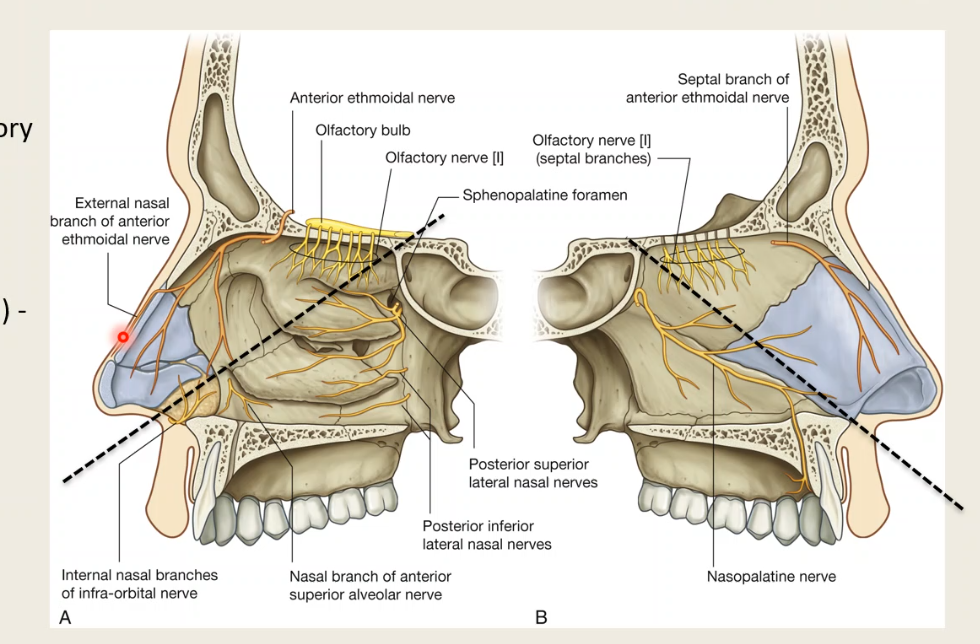 ory
) -
Anterior ethmoidal nerve
Olfactory bulb
Olfactory nerve [I]
Sphenopalatine foramen
External nasal
branch of anterior
ethmoidal nerve
Posterior superior
lateral nasal nerves
Posterior inferior
lateral nasal nerves
Internal nasal branches
of infra-orbital nerve
Nasal branch of anterior
superior alveolar nerve
A
Septal branch of
anterior ethmoidal nerve
Olfactory nerve [I]
(septal branches)
Nasopalatine nerve
B